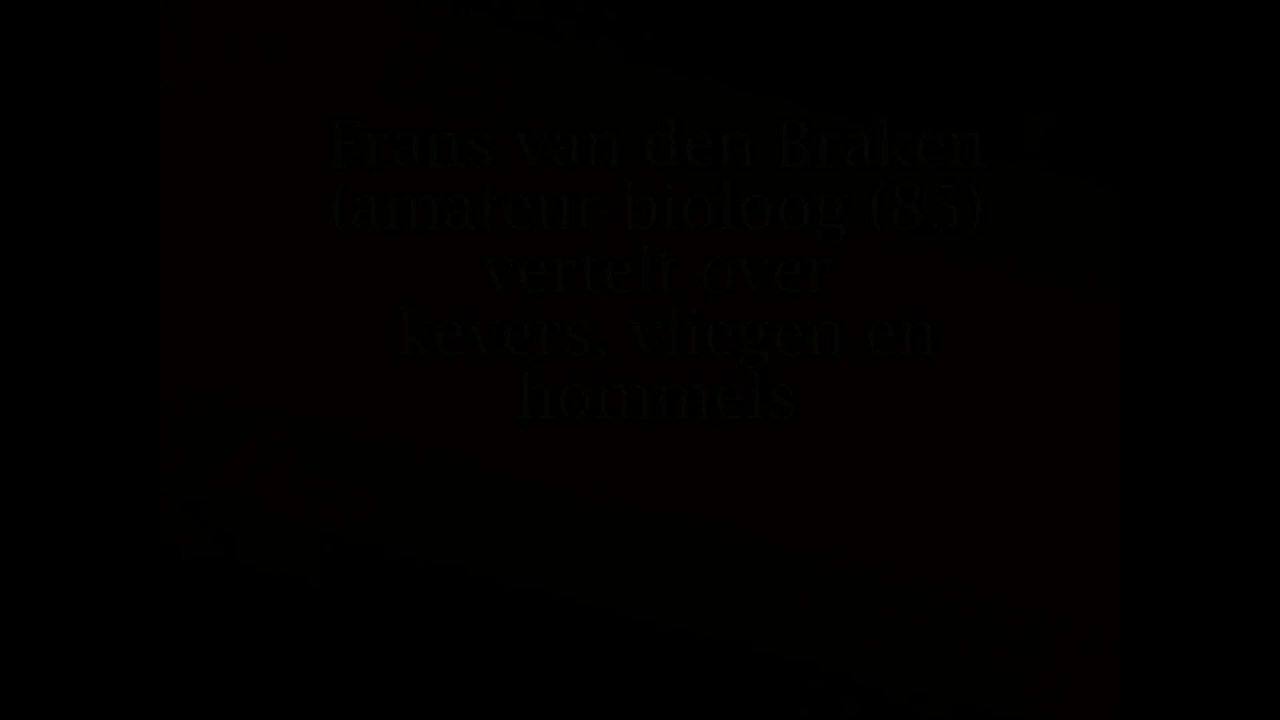 Frans van den Braken
(amateur bioloog (85)
vertelt over
kevers, vliegen en
hommels